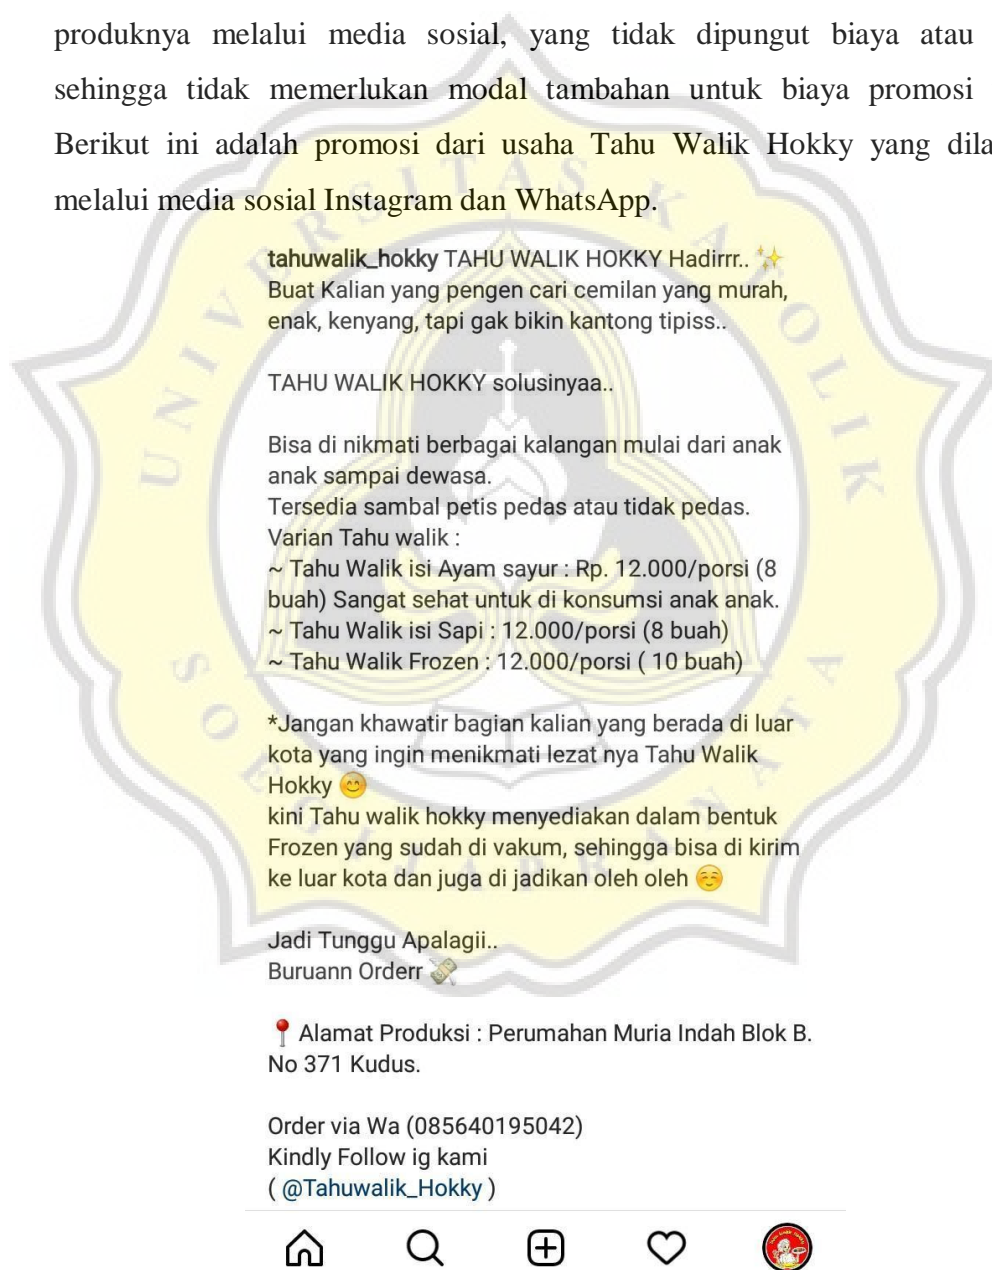 produknya melalui media sosial, yang tidak dipungut biaya atau
sehingga tidak memerlukan modal tambahan untuk biaya promosi
Berikut ini adalah promosi dari usaha Tahu Walik Hokky yang dila
melalui media sosial Instagram dan WhatsApp.
tahuwalik_hokky TAHU WALIK HOKKY Hadirrr.. ✨
Buat Kalian yang pengen cari cemilan yang murah,
enak, kenyang, tapi gak bikin kantong tipiss..
TAHU WALIK HOKKY solusinyaa..
Bisa di nikmati berbagai kalangan mulai dari anak
anak sampai dewasa.
Tersedia sambal petis pedas atau tidak pedas.
Varian Tahu walik :
~ Tahu Walik isi Ayam sayur : Rp. 12.000/porsi (8
buah) Sangat sehat untuk di konsumsi anak anak.
~ Tahu Walik isi Sapi : 12.000/porsi (8 buah)
~ Tahu Walik Frozen : 12.000/porsi ( 10 buah)
*Jangan khawatir bagian kalian yang berada di luar
kota yang ingin menikmati lezat nya Tahu Walik
Hokky 😊
kini Tahu walik hokky menyediakan dalam bentuk
Frozen yang sudah di vakum, sehingga bisa di kirim
ke luar kota dan juga di jadikan oleh oleh ☺️
Jadi Tunggu Apalagii..
Buruann Orderr 💸
📍 Alamat Produksi : Perumahan Muria Indah Blok B.
No 371 Kudus.
Order via Wa (085640195042)
Kindly Follow ig kami
( @Tahuwalik_Hokky )
UNIVERSITAS KATOLIK
SOEGIJAPRANATA